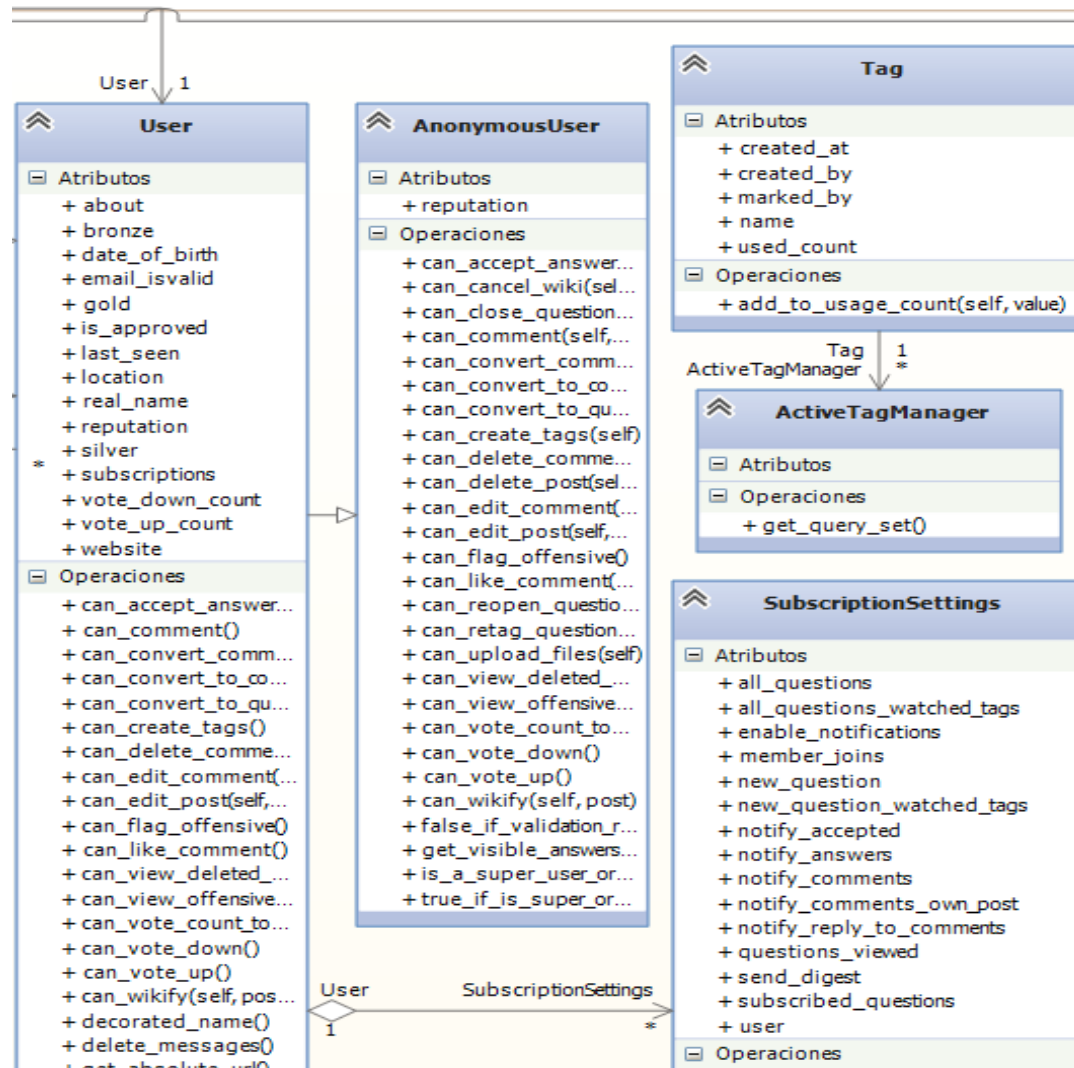 User 1
User
Atributos
+ about
+ bronze
+ date_of_birth
+ email_isvalid
+ gold
+ is_approved
+ last_seen
+ location
+ real_name
+ reputation
+ silver
*
+ subscriptions
+ vote_down_count
+ vote_up_count
+ website
Operaciones
+ can_accept_answer...
+ can_comment()
+ can_convert_comm...
+ can_convert_to_co...
+ can_convert_to_qu...
+ can_create_tags()
+ can_delete_comme...
+ can_edit_comment(...
+ can_edit_post(self,...
+ can_flag_offensive()
+ can_like_comment()
+ can_view_deleted_...
+ can_view_offensive...
+ can_vote_count_to...
+ can_vote_down()
+ can_vote_up()
+ can_wikify(self, pos...
+ decorated_name()
+ delete_messages()
+ get_absolute_url()
AnonymousUser
Atributos
+ reputation
Operaciones
+ can_accept_answer...
+ can_cancel_wiki(sel...
+ can_close_question...
+ can_comment(self,...
+ can_convert_comm...
+ can_convert_to_co...
+ can_convert_to_qu...
+ can_create_tags(self)
+ can_delete_comme...
+ can_delete_post(sel...
+ can_edit_comment(...
+ can_edit_post(self,...
+ can_flag_offensive()
+ can_like_comment(...
+ can_reopen_questio...
+ can_retag_question...
+ can_upload_files(self)
+ can_view_deleted_...
+ can_view_offensive...
+ can_vote_count_to...
+ can_vote_down()
+ can_vote_up()
+ can_wikify(self, post)
+ false_if_validation_r...
+ get_visible_answers...
+ is_a_super_user_or...
+ true_if_is_super_or...
User SubscriptionSettings
1 *
Tag
Atributos
+ created_at
+ created_by
+ marked_by
+ name
+ used_count
Operaciones
+ add_to_usage_count(self, value)
Tag 1
ActiveTagManager *
ActiveTagManager
Atributos
Operaciones
+ get_query_set()
SubscriptionSettings
Atributos
+ all_questions
+ all_questions_watched_tags
+ enable_notifications
+ member_joins
+ new_question
+ new_question_watched_tags
+ notify_accepted
+ notify_answers
+ notify_comments
+ notify_comments_own_post
+ notify_reply_to_comments
+ questions_viewed
+ send_digest
+ subscribed_questions
+ user
Operaciones